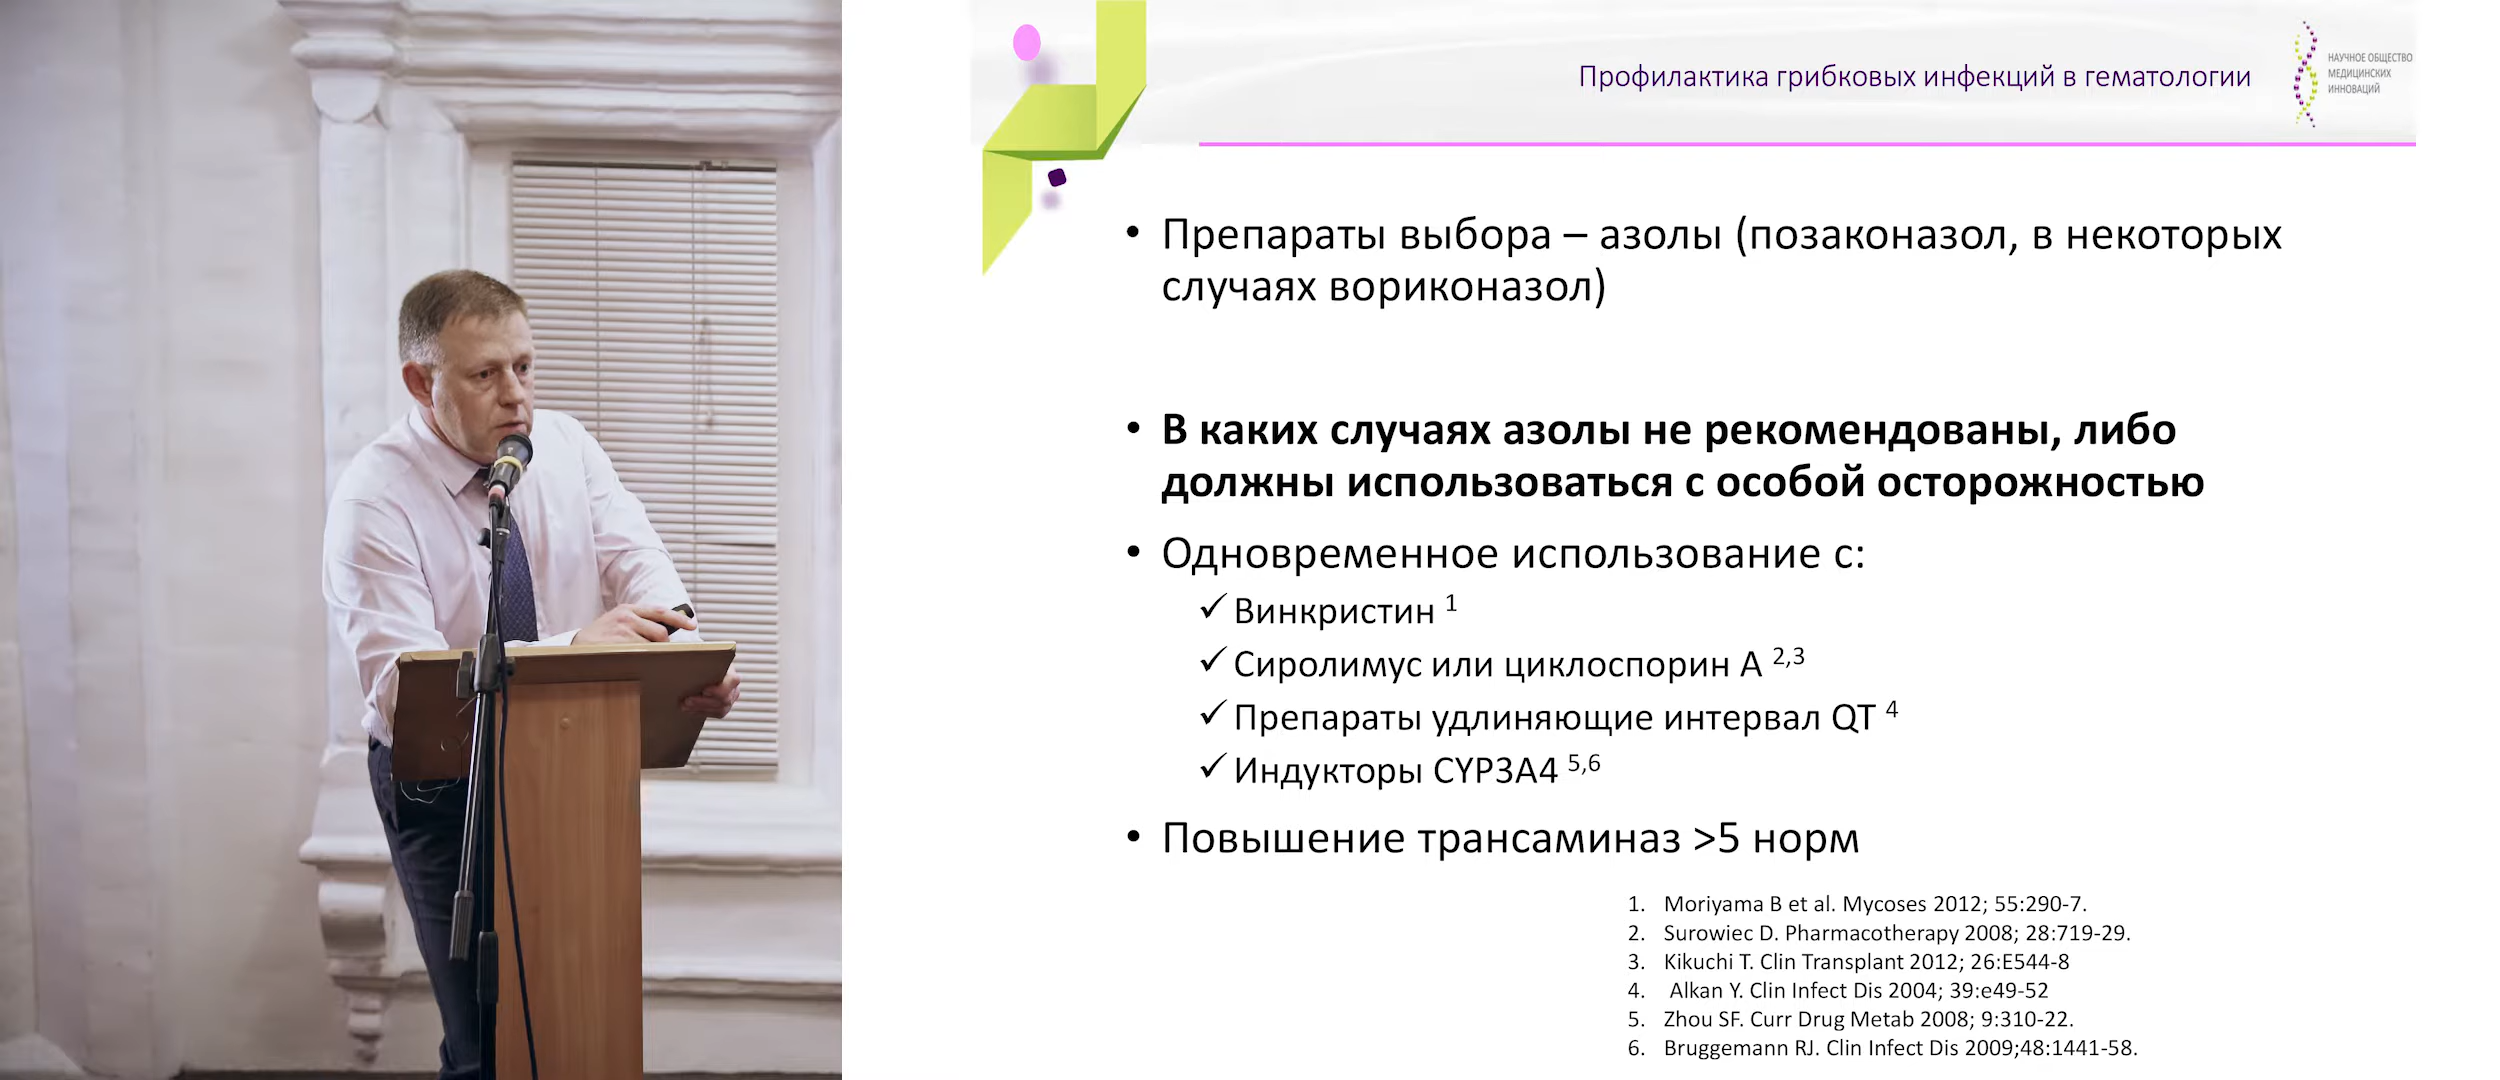 Профилактика грибковых инфекций в гематологии
НАУЧНОЕ ОБЩЕСТВО
МЕДИЦИНСКИХ
ИННОВАЦИЙ
• Препараты выбора – азолы (позаконазол, в некоторых
случаях вориконазол)
• В каких случаях азолы не рекомендованы, либо
должны использоваться с особой осторожностью
• Одновременное использование с:
✓ Винкристин ¹
✓ Сиролимус или циклоспорин А ²,³
✓ Препараты удлиняющие интервал QT ⁴
✓ Индукторы CYP3A4 ⁵,⁶
• Повышение трансаминаз >5 норм
1. Moriyama B et al. Mycoses 2012; 55:290-7.
2. Surowiec D. Pharmacotherapy 2008; 28:719-29.
3. Kikuchi T. Clin Transplant 2012; 26:E544-8
4. Alkan Y. Clin Infect Dis 2004; 39:e49-52
5. Zhou SF. Curr Drug Metab 2008; 9:310-22.
6. Bruggemann RJ. Clin Infect Dis 2009;48:1441-58.